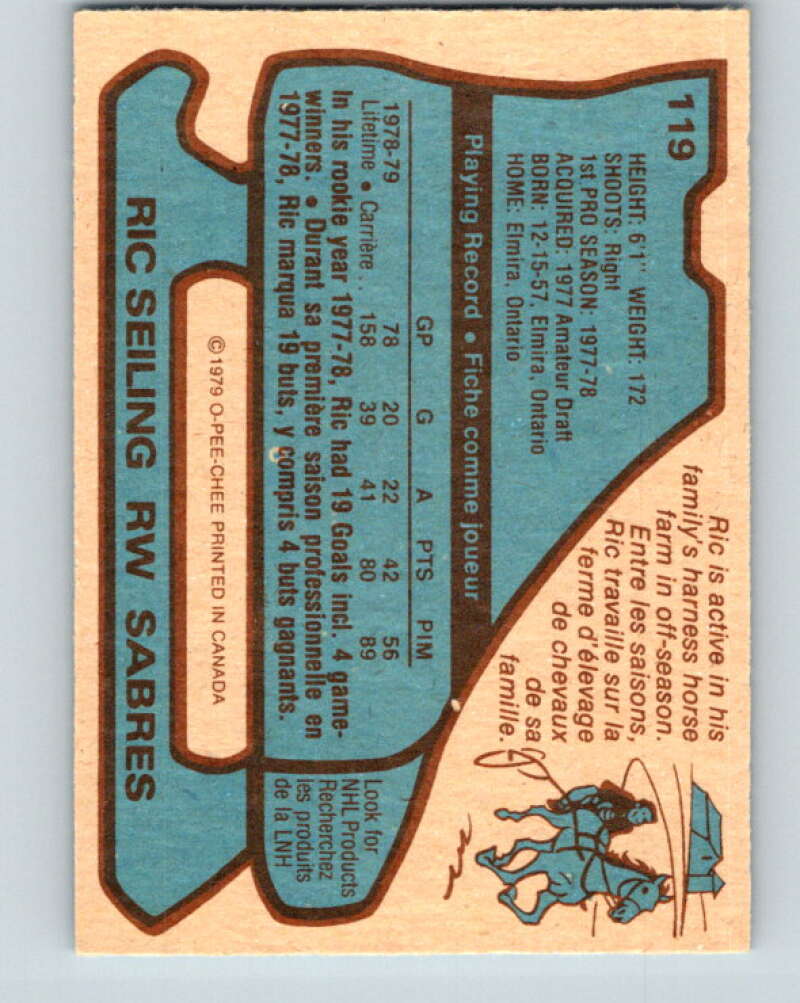 119
HEIGHT: 6'1" WEIGHT: 172
SHOOTS: Right
1st PRO SEASON: 1977-78
ACQUIRED: 1977 Amateur Draft
BORN: 12-15-57, Elmira, Ontario
HOME: Elmira, Ontario
Ric is active in his
family's harness horse
farm in off-season.
Entre les saisons,
Ric travaille sur la
ferme d'élevage
de chevaux
de sa
famille.
Playing Record • Fiche comme joueur
GP G A PTS PIM
1978-79 78 20 22 42 56
Lifetime • Carrière . . 158 39 41 80 89
In his rookie year 1977-78, Ric had 19 Goals incl. 4 game-
winners. • Durant sa première saison professionnelle en
1977-78, Ric marqua 19 buts, y compris 4 buts gagnants.
Look for
NHL Products
Recherchez
les produits
de la LNH
© 1979 O-PEE-CHEE PRINTED IN CANADA
RIC SEILING RW SABRES